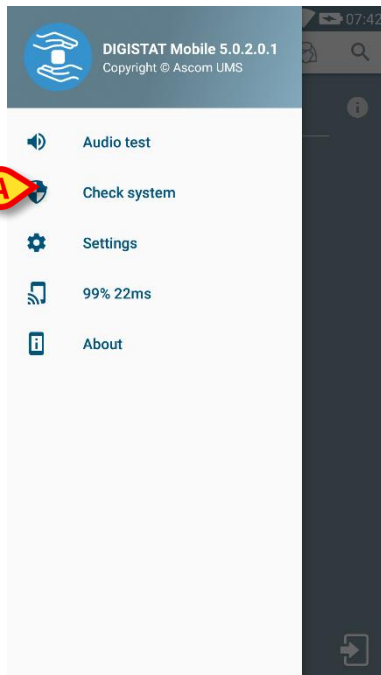 07:42
DIGISTAT Mobile 5.0.2.0.1
Copyright © Ascom UMS
Audio test
A
Check system
Settings
99% 22ms
About